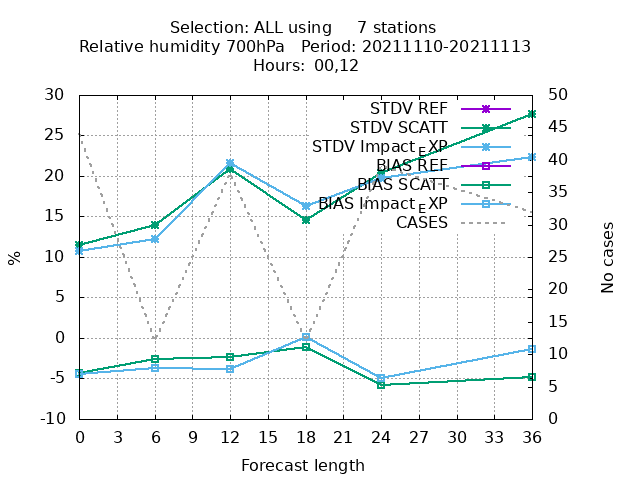 Selection: ALL using 7 stations
Relative humidity 700hPa Period: 20211110-20211113
Hours: 00,12
30 50
STDV REF
STDV SCATT
STDV Impact_EXP
BIAS REF
BIAS SCATT
BIAS Impact_EXP
CASES
25
20
15
10
5
0
-5
-10
45
40
35
30
25
20
15
10
5
0
%
No cases
0 3 6 9 12 15 18 21 24 27 30 33 36
Forecast length